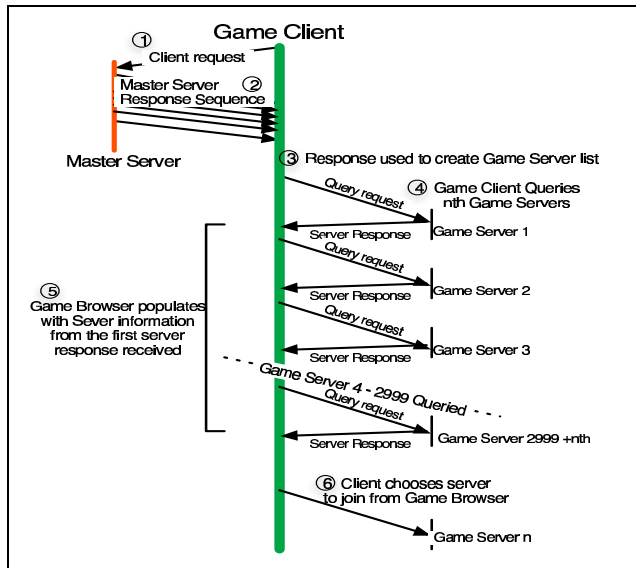 Game Client
1
Client request
Master Server 2
Response Sequence
Master Server
3 Response used to create Game Server list
Query request
4 Game Client Queries
nth Game Servers
Server Response
Game Server 1
Query request
Server Response
Game Server 2
Query request
Server Response
Game Server 3
5
Game Browser populates
with Sever information
from the first server
response received
Game Server 4 - 2999 Queried
Query request
Server Response
Game Server 2999 +nth
6 Client chooses server
to join from Game Browser
Game Server n